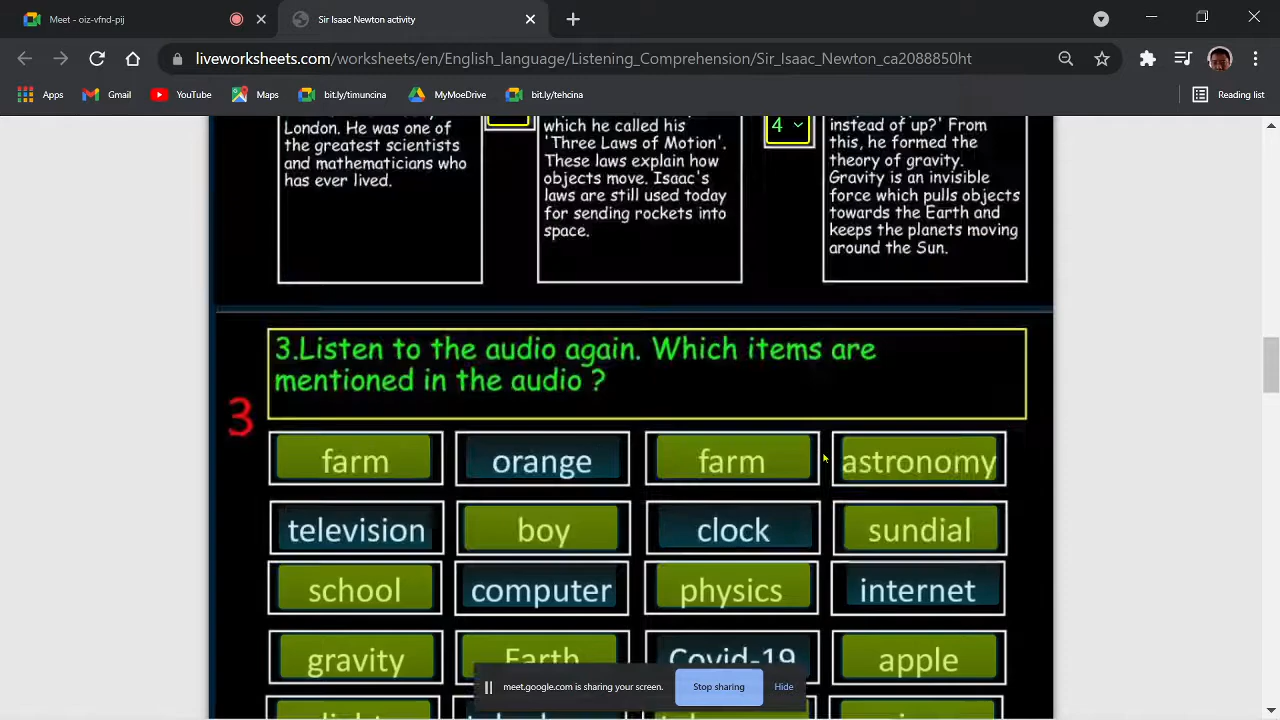 Meet - oiz-vfnd-pij
Sir Isaac Newton activity
liveworksheets.com/worksheets/en/English_language/Listening_Comprehension/Sir_Isaac_Newton_ca2088850ht
Apps Gmail YouTube Maps bit.ly/timuncina MyMoeDrive bit.ly/tehcina Reading list
London. He was one of
the greatest scientists
and mathematicians who
has ever lived.
which he called his
'Three Laws of Motion'.
These laws explain how
objects move. Isaac's
laws are still used today
for sending rockets into
space.
4
instead of up?' From
this, he formed the
theory of gravity.
Gravity is an invisible
force which pulls objects
towards the Earth and
keeps the planets moving
around the Sun.
3
3.Listen to the audio again. Which items are
mentioned in the audio ?
farm orange farm astronomy
television boy clock sundial
school computer physics internet
gravity Earth Covid-19 apple
meet.google.com is sharing your screen. Stop sharing Hide